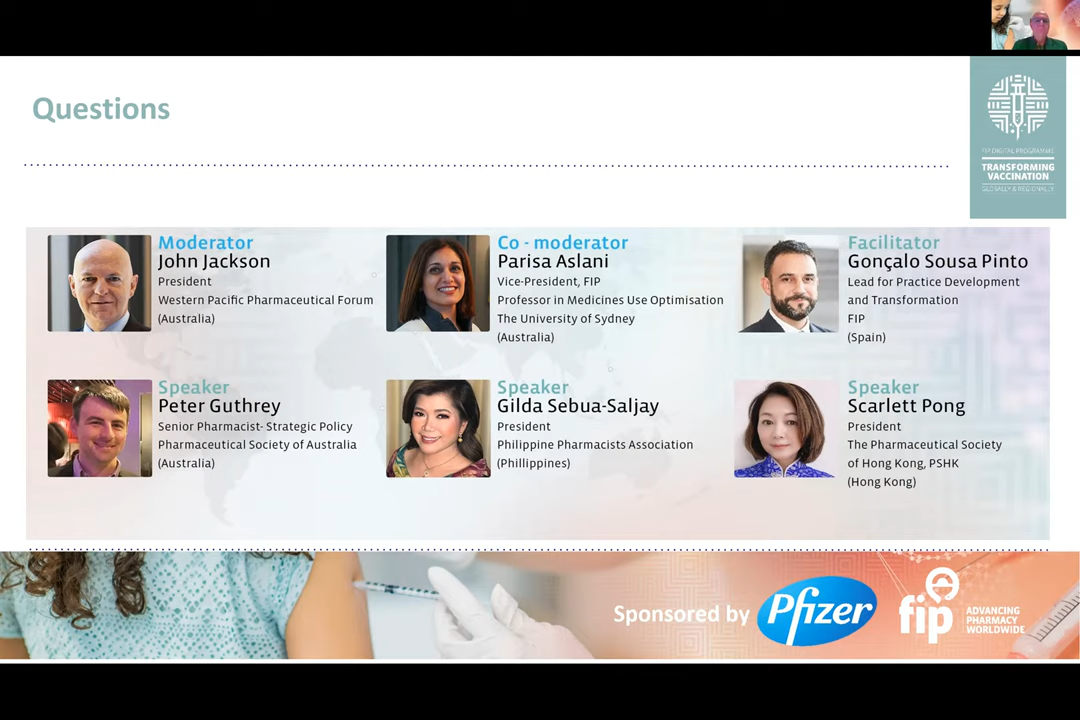 Questions
FIP DIGITAL PROGRAMME
TRANSFORMING
VACCINATION
GLOBALLY & REGIONALLY
Moderator
John Jackson
President
Western Pacific Pharmaceutical Forum
(Australia)
Co - moderator
Parisa Aslani
Vice-President, FIP
Professor in Medicines Use Optimisation
The University of Sydney
(Australia)
Facilitator
Gonçalo Sousa Pinto
Lead for Practice Development
and Transformation
FIP
(Spain)
Speaker
Peter Guthrey
Senior Pharmacist- Strategic Policy
Pharmaceutical Society of Australia
(Australia)
Speaker
Gilda Sebua-Saljay
President
Philippine Pharmacists Association
(Phillippines)
Speaker
Scarlett Pong
President
The Pharmaceutical Society
of Hong Kong, PSHK
(Hong Kong)
Sponsored by
Pfizer
fip
ADVANCING
PHARMACY
WORLDWIDE